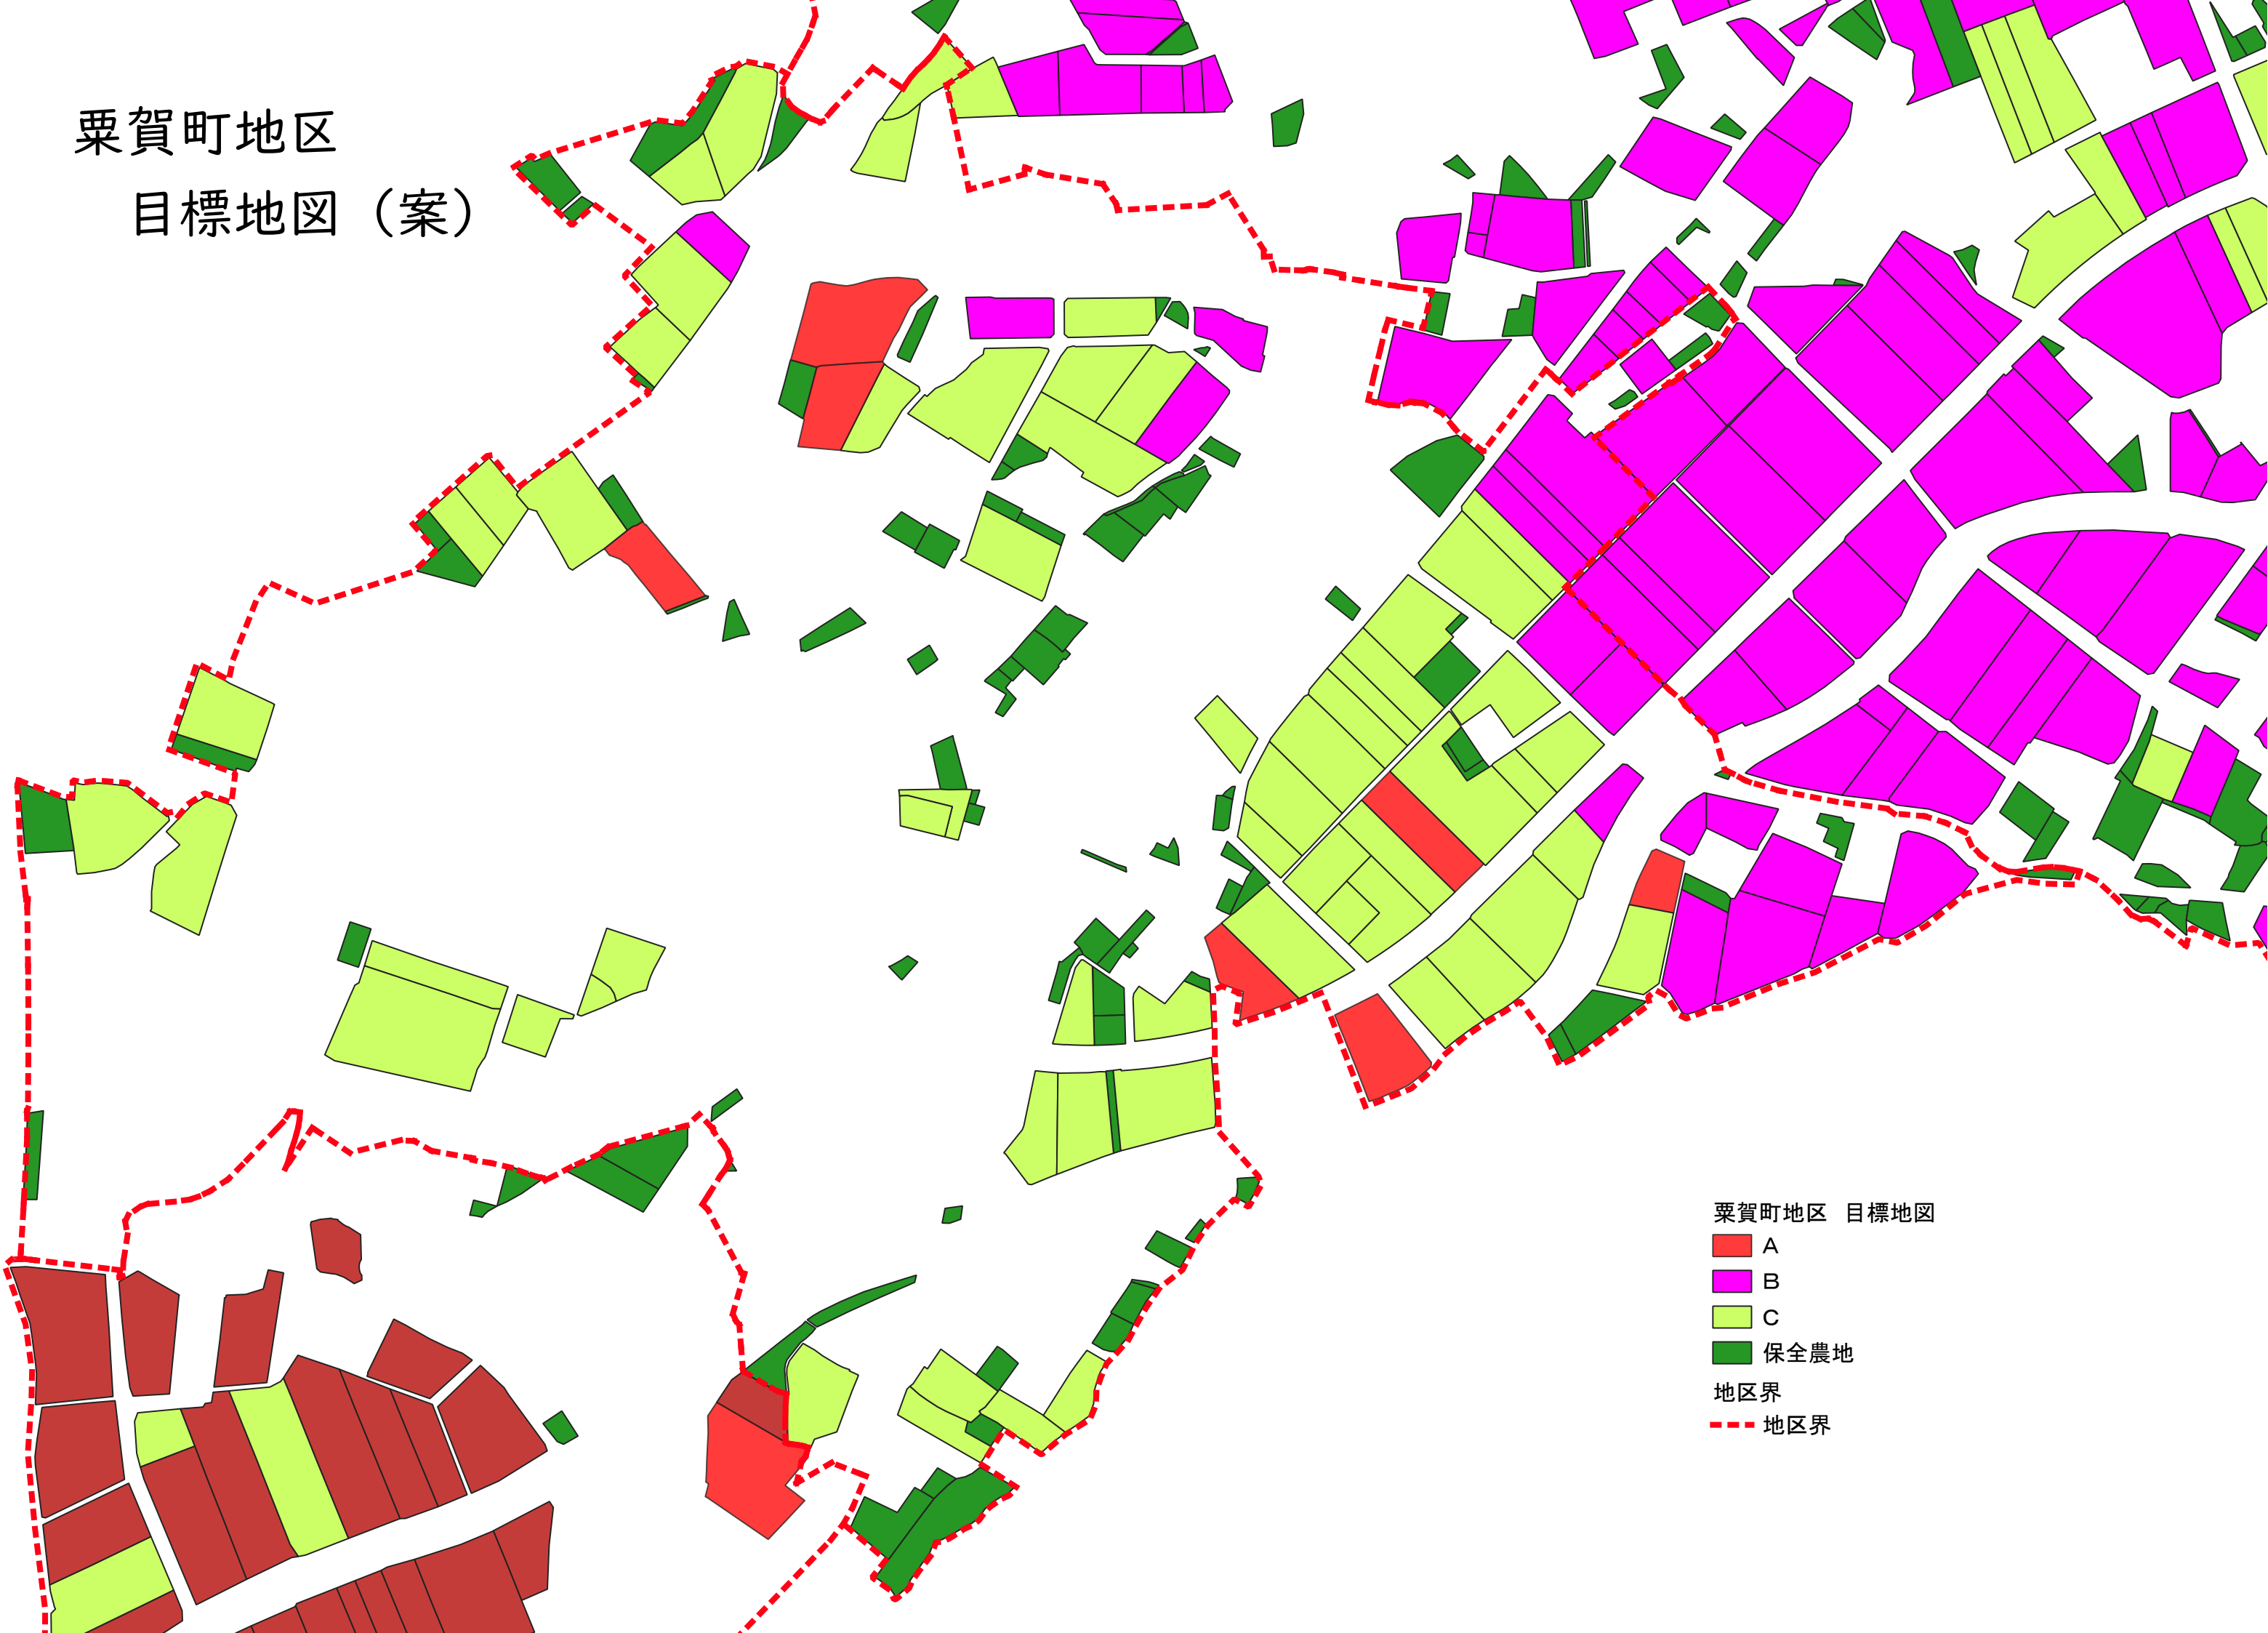 粟賀町地区
目標地図（案）
粟賀町地区　目標地図
A
B
C
保全農地
地区界
地区界